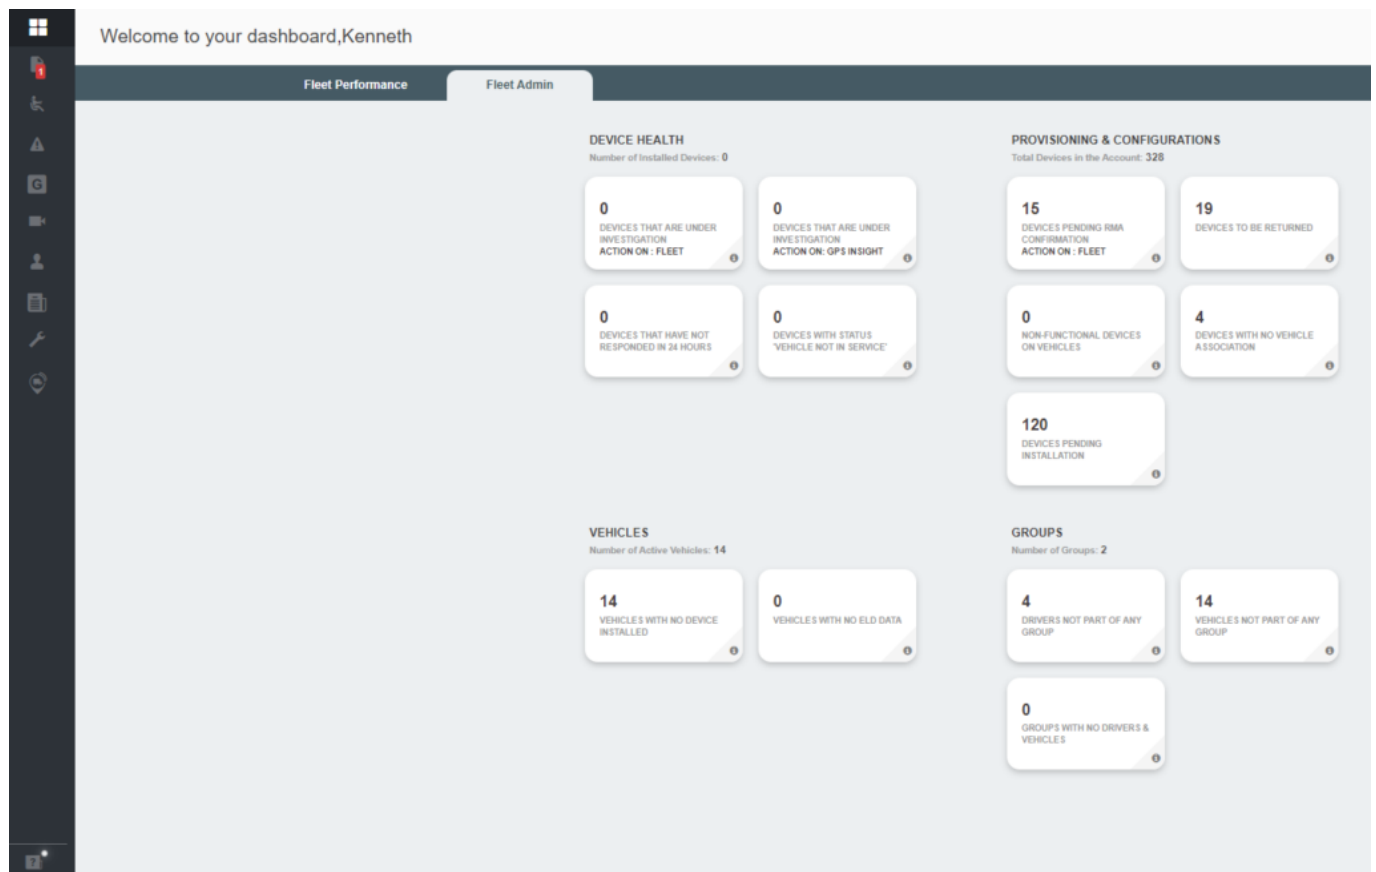 Welcome to your dashboard,Kenneth
1
Fleet Performance
Fleet Admin
DEVICE HEALTH
Number of Installed Devices: 0
0
DEVICES THAT ARE UNDER
INVESTIGATION
ACTION ON : FLEET
0
DEVICES THAT ARE UNDER
INVESTIGATION
ACTION ON: GPS INSIGHT
0
DEVICES THAT HAVE NOT
RESPONDED IN 24 HOURS
0
DEVICES WITH STATUS
'VEHICLE NOT IN SERVICE'
PROVISIONING & CONFIGURATIONS
Total Devices in the Account: 328
15
DEVICES PENDING RMA
CONFIRMATION
ACTION ON : FLEET
19
DEVICES TO BE RETURNED
0
NON-FUNCTIONAL DEVICES
ON VEHICLES
4
DEVICES WITH NO VEHICLE
ASSOCIATION
120
DEVICES PENDING
INSTALLATION
VEHICLES
Number of Active Vehicles: 14
14
VEHICLES WITH NO DEVICE
INSTALLED
0
VEHICLES WITH NO ELD DATA
GROUPS
Number of Groups: 2
4
DRIVERS NOT PART OF ANY
GROUP
14
VEHICLES NOT PART OF ANY
GROUP
0
GROUPS WITH NO DRIVERS &
VEHICLES
G
?